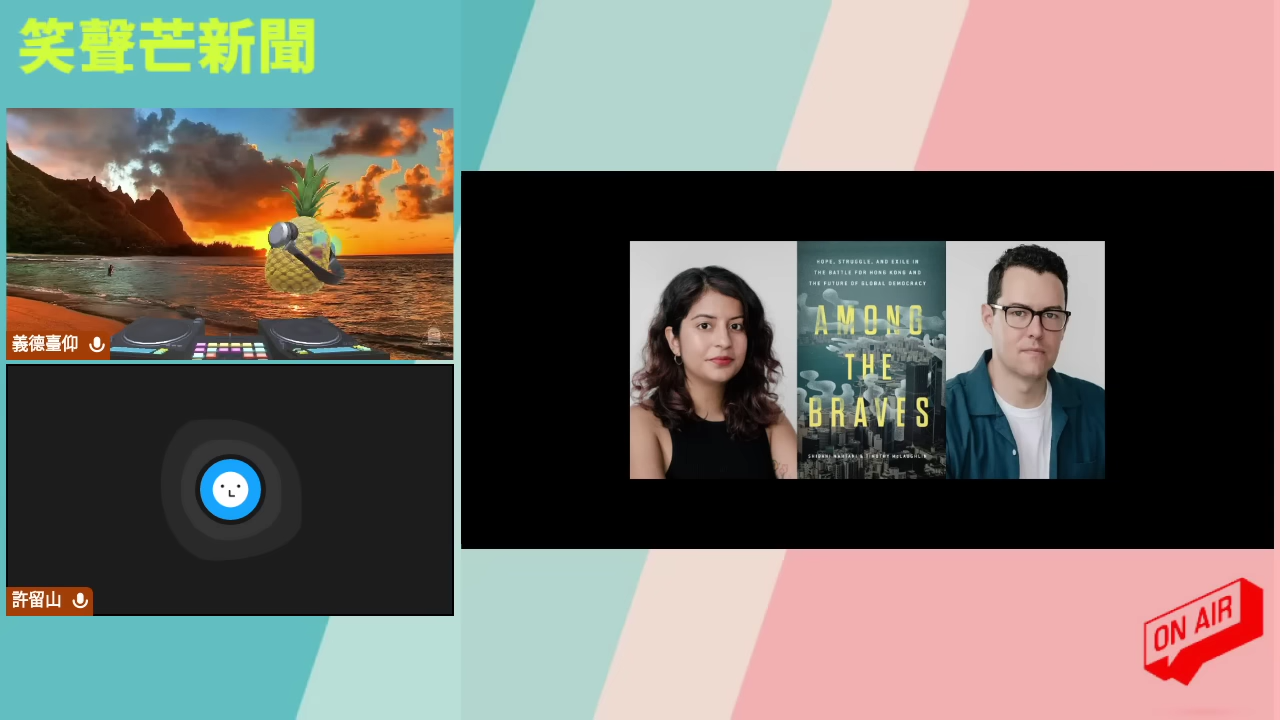 笑聲芒新聞
義德臺仰
許留山
HOPE, STRUGGLE, AND EXILE IN
THE BATTLE FOR HONG KONG AND
THE FUTURE OF GLOBAL DEMOCRACY
AMONG
THE
BRAVES
SHIBANI MAHTANI & TIMOTHY McLAUGHLIN
ON AIR